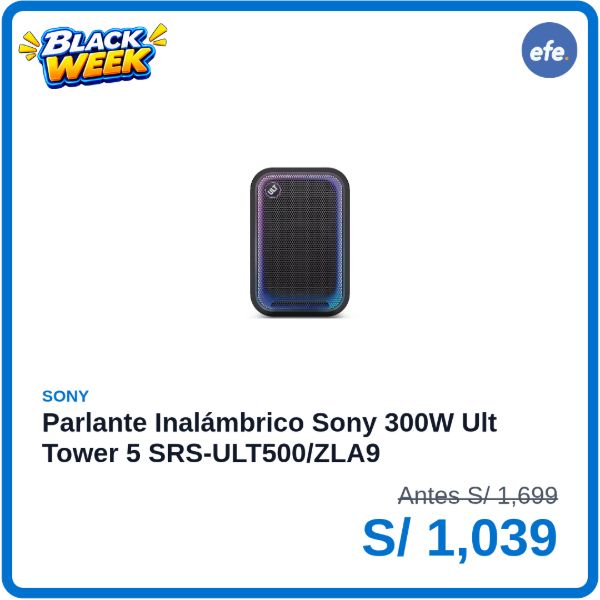 BLACK
WEEK
efe.
ULT
SONY
Parlante Inalámbrico Sony 300W Ult
Tower 5 SRS-ULT500/ZLA9
Antes S/ 1,699
S/ 1,039